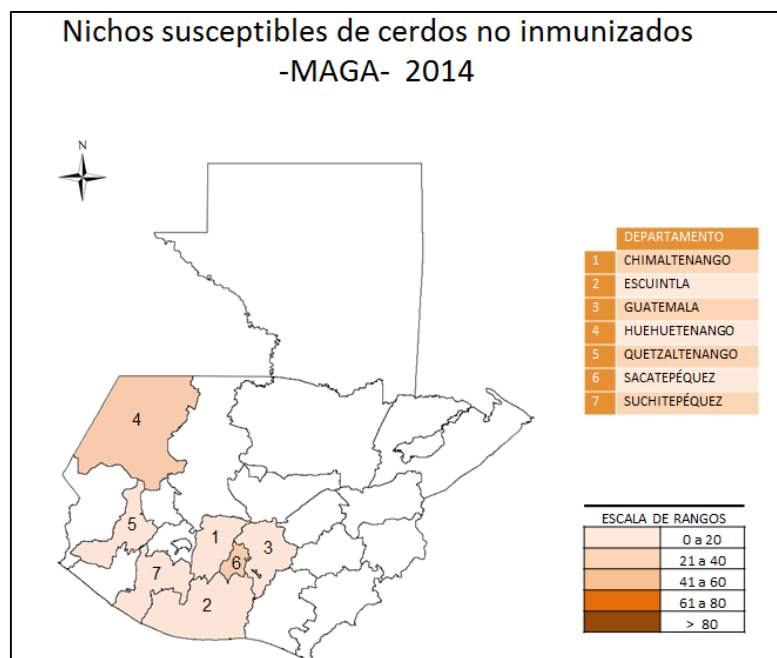 Nichos susceptibles de cerdos no inmunizados
-MAGA- 2014
N
DEPARTAMENTO
1 CHIMALTENANGO
2 ESCUINTLA
3 GUATEMALA
4 HUEHUETENANGO
5 QUETZALTENANGO
6 SACATEPÉQUEZ
7 SUCHITEPÉQUEZ
4
5
1
3
6
7
2
ESCALA DE RANGOS
0 a 20
21 a 40
41 a 60
61 a 80
> 80